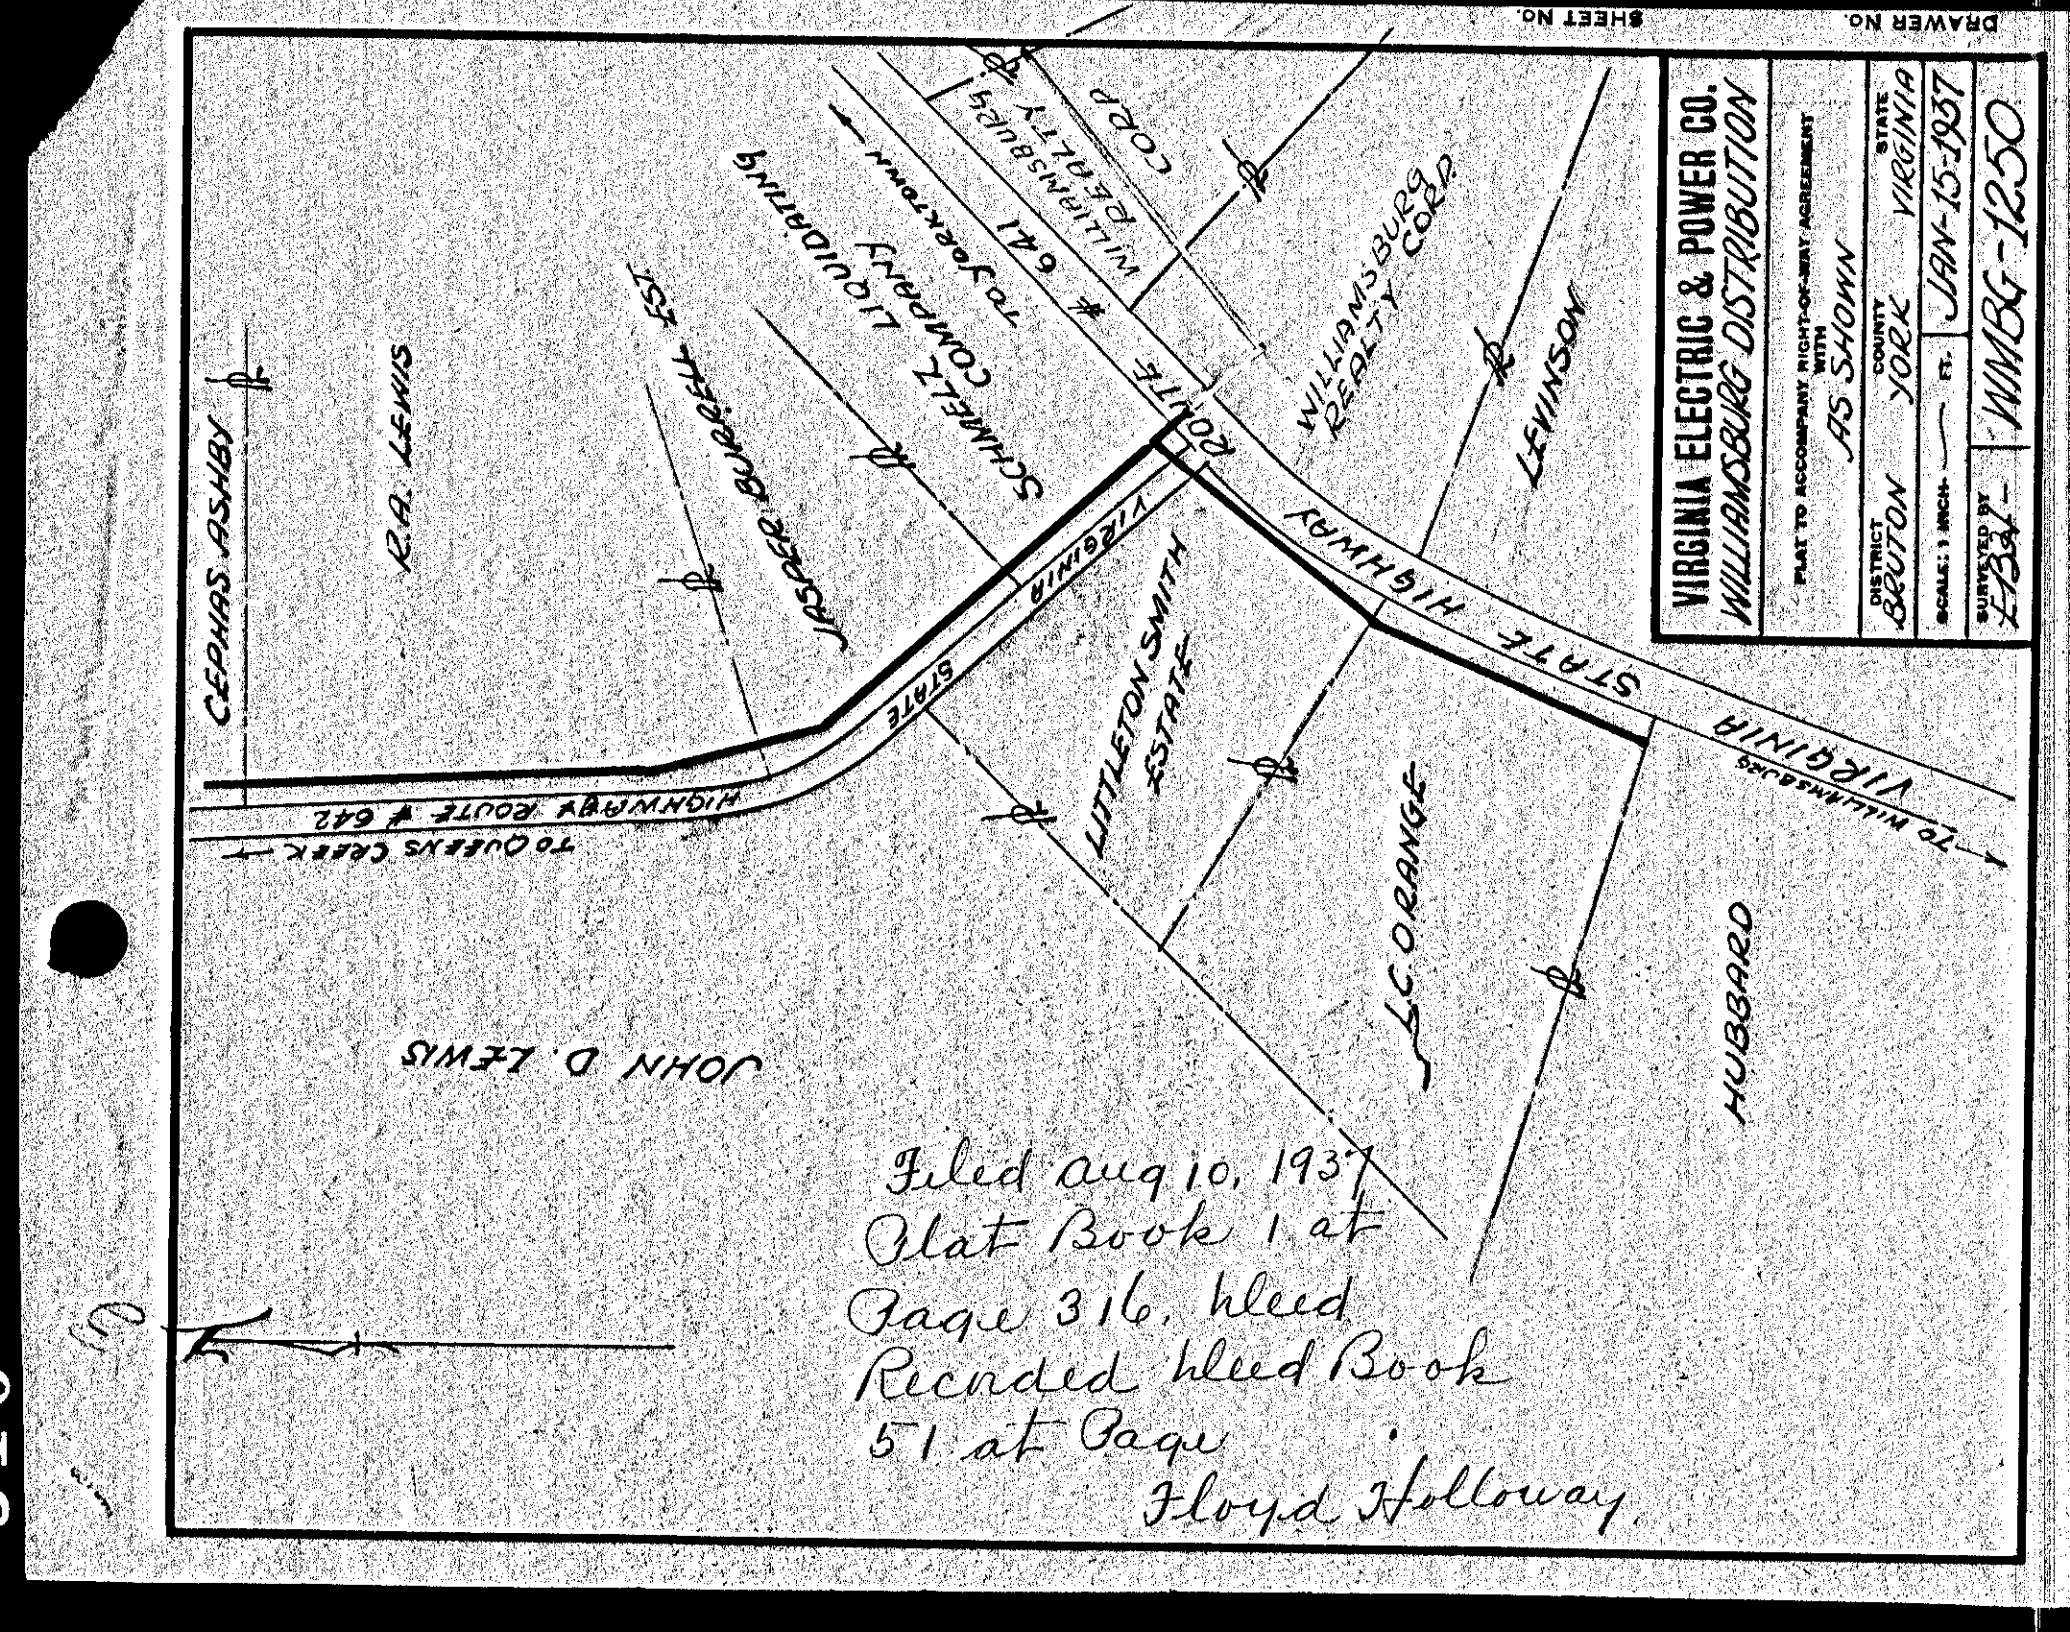 SHEET NO.
DRAWER NO.
CEPHAS ASHBY
R.A. LEWIS
JASPER BURRELL EST.
SCHMELZ LIQUIDATING
COMPANY
TO YORKTOWN
WILLIAMSBURG
REALTY
CORP
WILLIAMSBURG
REALTY CORP.
LEVINSON
VIRGINIA STATE HIGHWAY ROUTE # 641
VIRGINIA STATE HIGHWAY ROUTE # 642
TO QUEENS CREEK
LITTLETON SMITH
ESTATE
L.C. ORANGE
HUBBARD
TO WILLIAMSBURG
JOHN D. LEWIS
VIRGINIA ELECTRIC & POWER CO.
WILLIAMSBURG DISTRIBUTION
PLAT TO ACCOMPANY RIGHT-OF-WAY AGREEMENT
WITH
AS SHOWN
DISTRICT COUNTY STATE
BRUTON YORK VIRGINIA
SCALE: 1 INCH- FT. JAN-15-1937
SURVEYED BY WMBG-1250
Filed Aug 10, 1937
Plat Book 1 at
Page 316. Deed
Recorded Deed Book
51 at Page
Floyd Holloway.